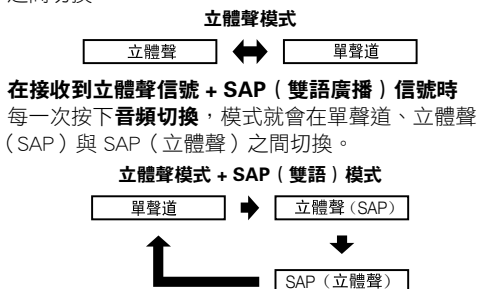 之間切換
立體聲模式
立體聲 單聲道
在接收到立體聲信號 + SAP（雙語廣播）信號時
每一次按下音頻切換，模式就會在單聲道、立體聲
（SAP）與 SAP（立體聲）之間切換。
立體聲模式 + SAP（雙語）模式
單聲道 立體聲（SAP）
SAP（立體聲）